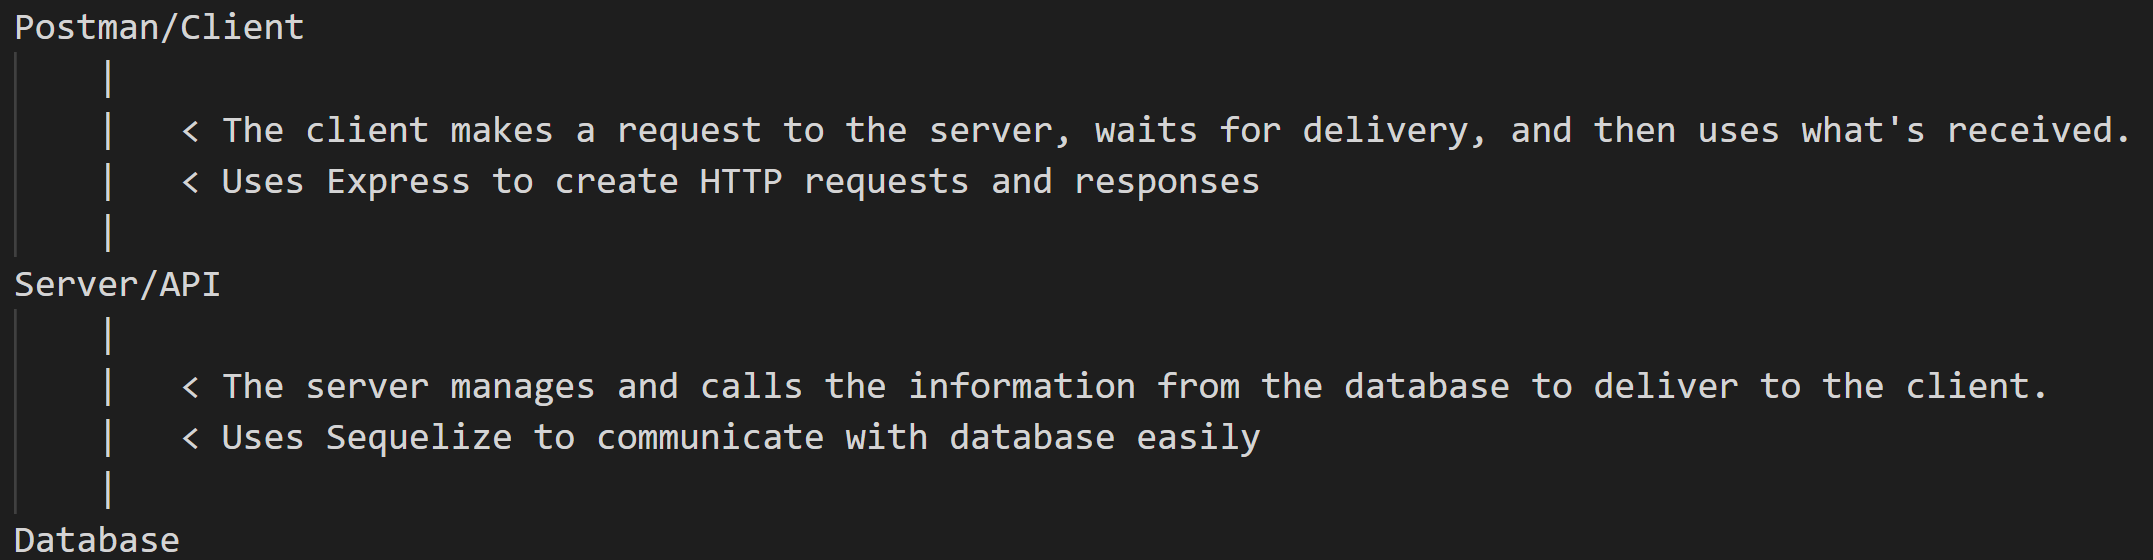 Postman/Client
|
| < The client makes a request to the server, waits for delivery, and then uses what's received.
| < Uses Express to create HTTP requests and responses
|
Server/API
|
| < The server manages and calls the information from the database to deliver to the client.
| < Uses Sequelize to communicate with database easily
|
Database